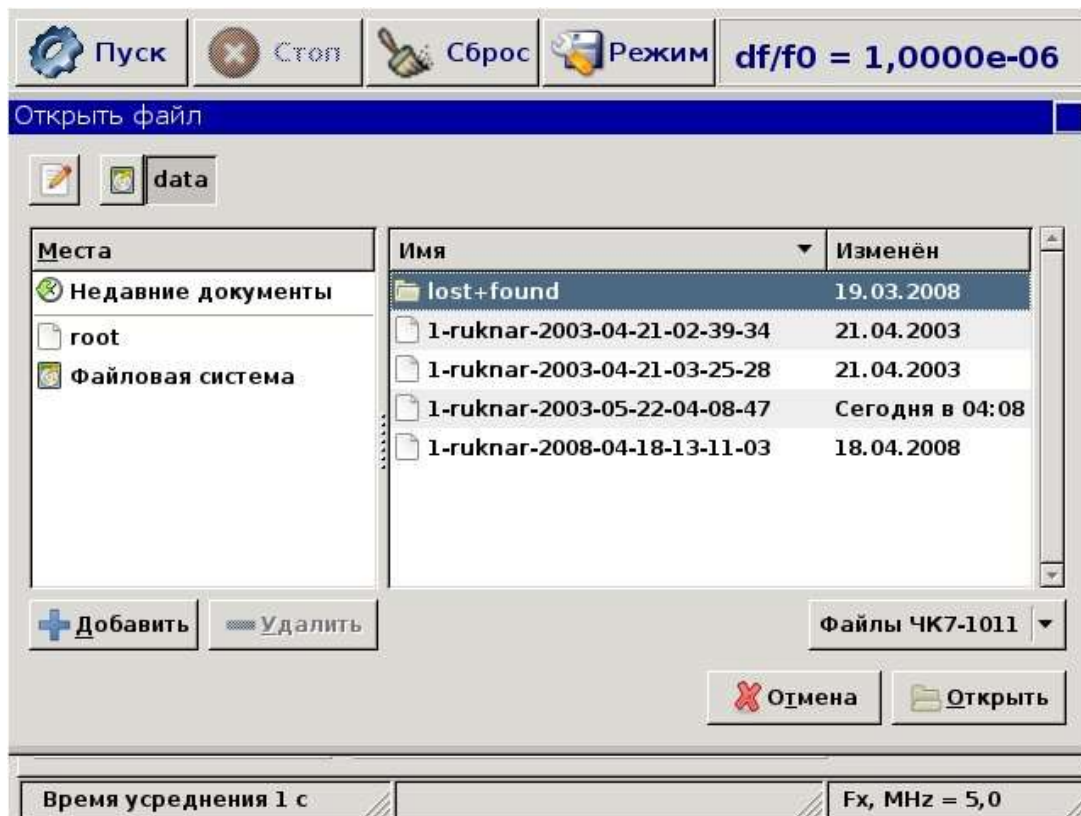 Пуск Стоп Сброс Режим df/f0 = 1,0000e-06
Открыть файл
data
Места
Недавние документы
root
Файловая система
Имя Изменён
lost+found 19.03.2008
1-ruknar-2003-04-21-02-39-34 21.04.2003
1-ruknar-2003-04-21-03-25-28 21.04.2003
1-ruknar-2003-05-22-04-08-47 Сегодня в 04:08
1-ruknar-2008-04-18-13-11-03 18.04.2008
Добавить Удалить Файлы ЧК7-1011
Отмена Открыть
Время усреднения 1 с Fx, MHz = 5,0